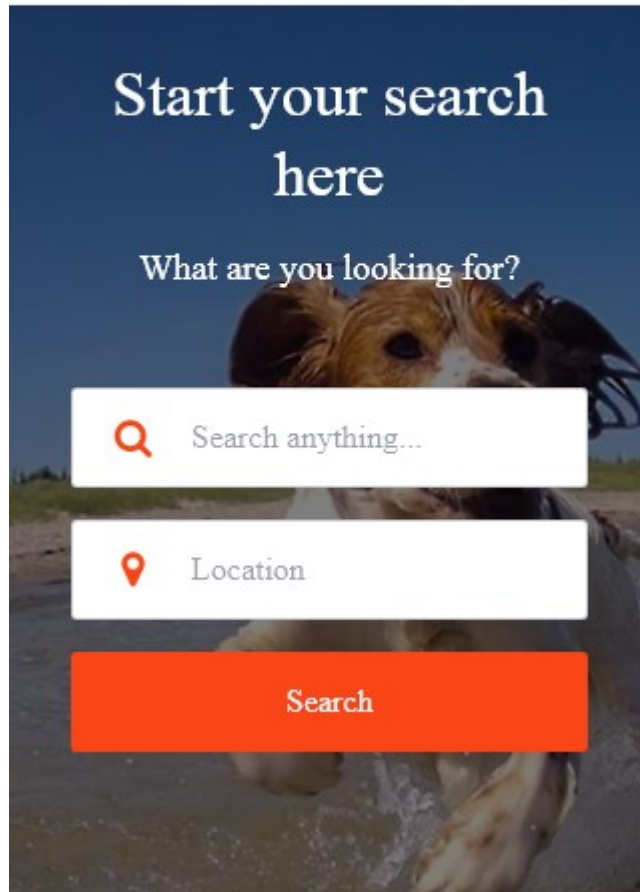 Start your search
here
What are you looking for?
Search anything...
Location
Search